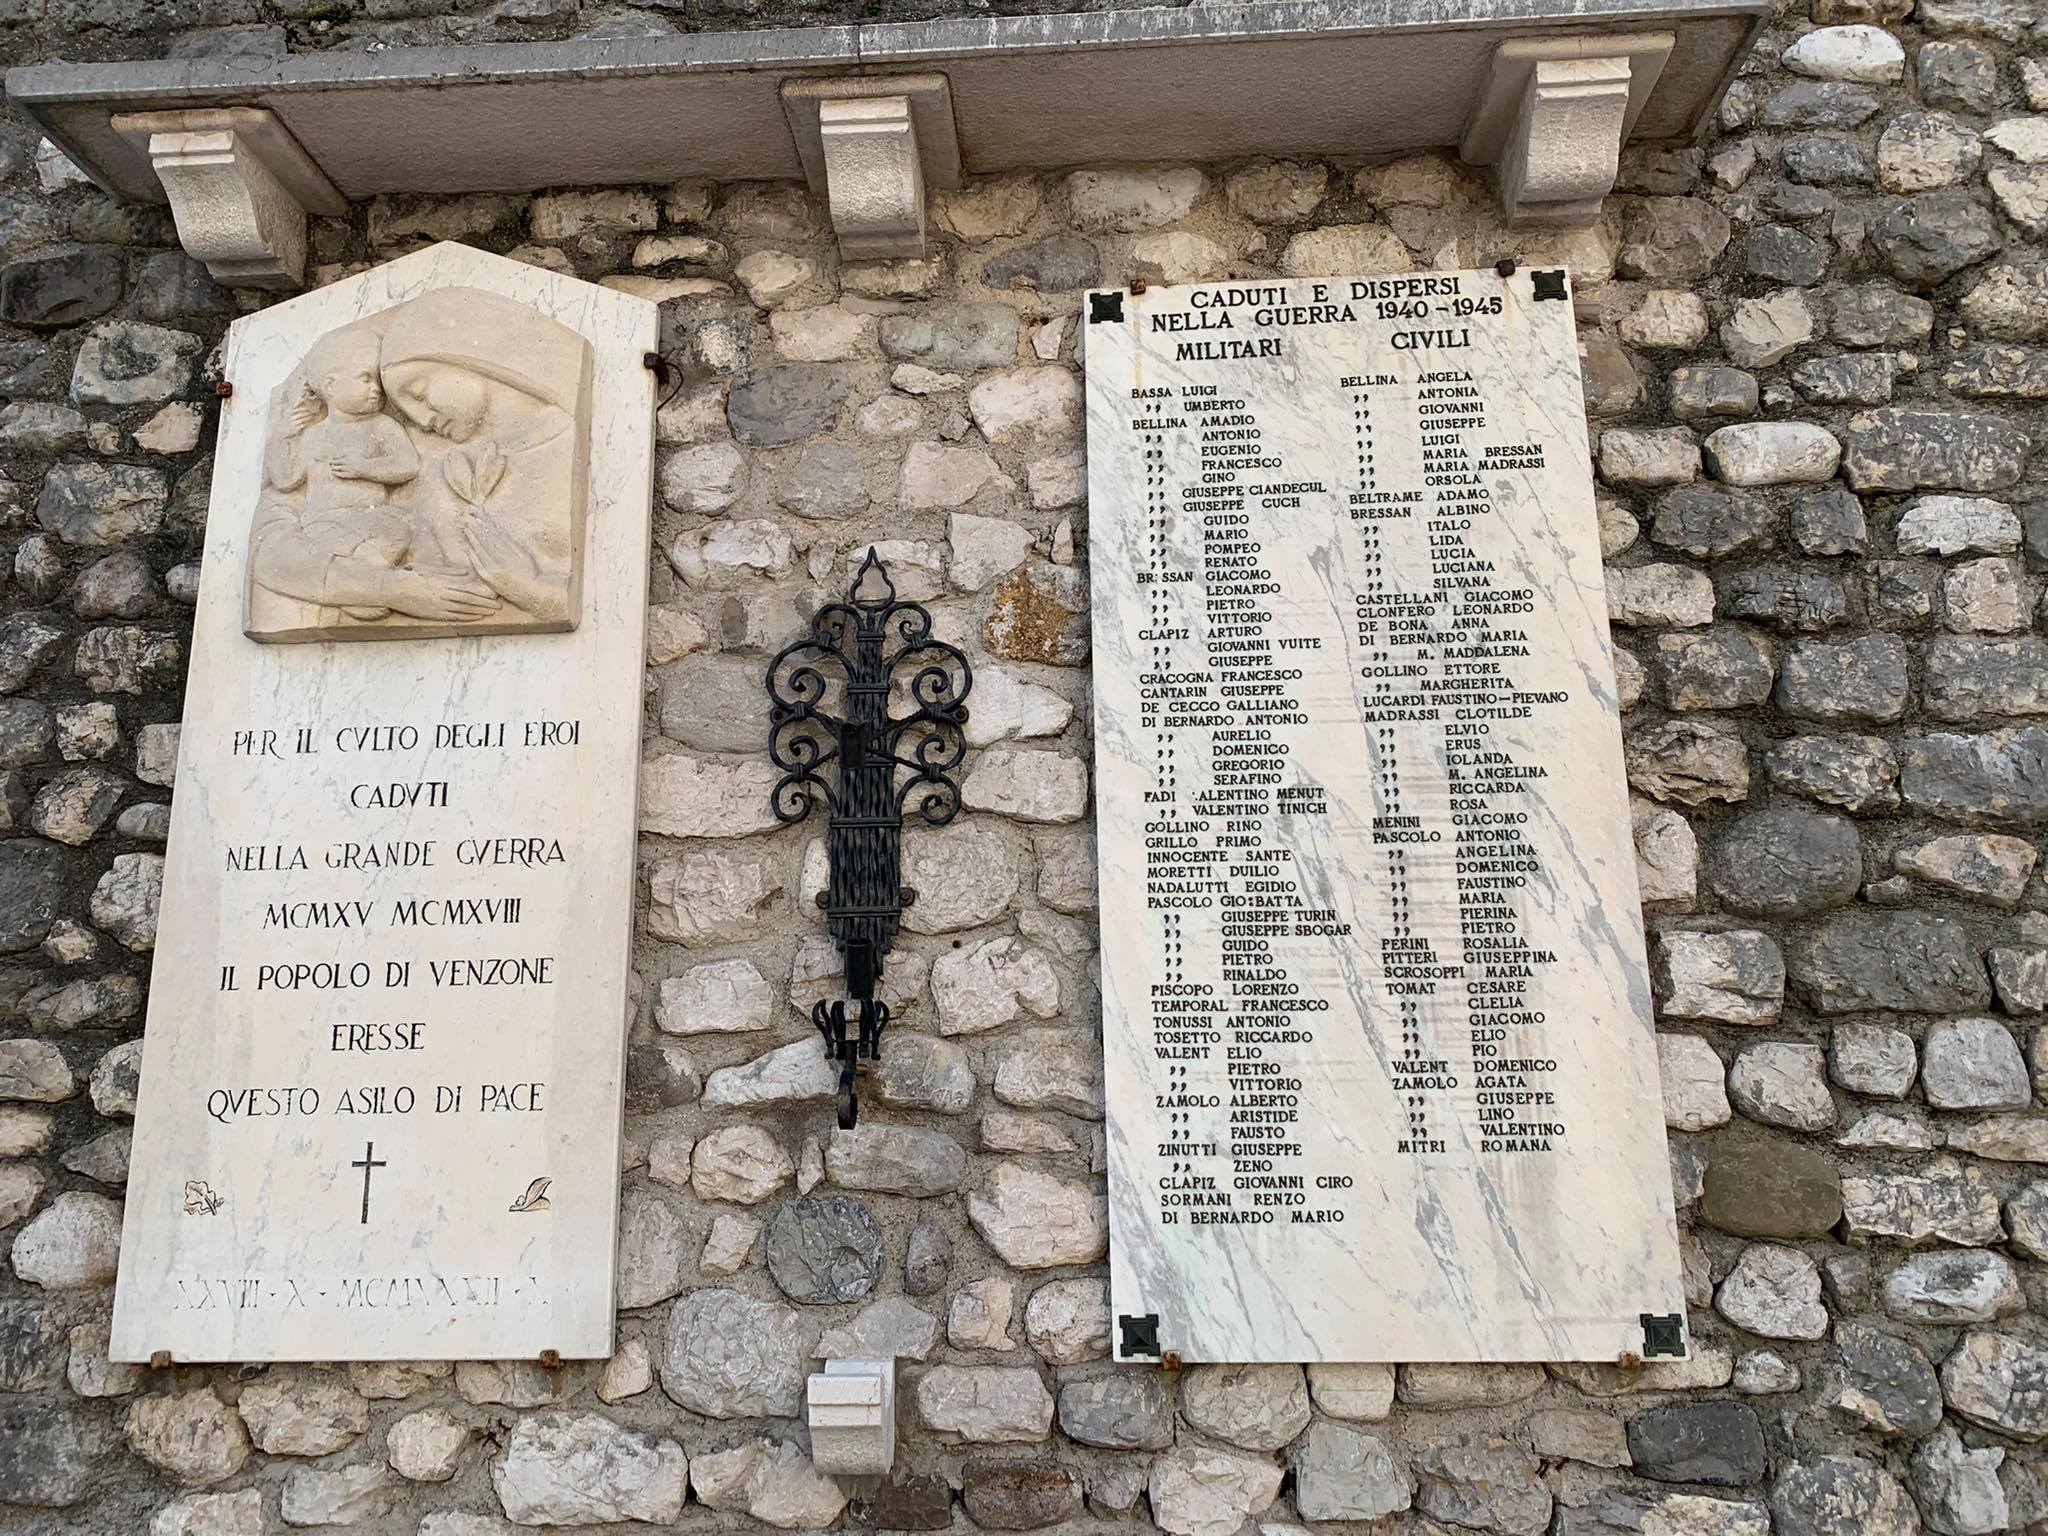 PER IL CVLTO DEGLI EROI
CADVTI
NELLA GRANDE GVERRA
MCMXV MCMXVIII
IL POPOLO DI VENZONE
ERESSE
QVESTO ASILO DI PACE
XXVIII · X · MCMXXXII · X
CADUTI E DISPERSI
NELLA GUERRA 1940-1945
MILITARI
BASSA LUIGI
,, UMBERTO
BELLINA AMADIO
,, ANTONIO
,, EUGENIO
,, FRANCESCO
,, GINO
,, GIUSEPPE CIANDECUL
,, GIUSEPPE CUCH
,, GUIDO
,, MARIO
,, POMPEO
,, RENATO
BR:SSAN GIACOMO
,, LEONARDO
,, PIETRO
,, VITTORIO
CLAPIZ ARTURO
,, GIOVANNI VUITE
,, GIUSEPPE
CRACOGNA FRANCESCO
CANTARIN GIUSEPPE
DE CECCO GALLIANO
DI BERNARDO ANTONIO
,, AURELIO
,, DOMENICO
,, GREGORIO
,, SERAFINO
FADI VALENTINO MENUT
,, VALENTINO TINICH
GOLLINO RINO
GRILLO PRIMO
INNOCENTE SANTE
MORETTI DUILIO
NADALUTTI EGIDIO
PASCOLO GIO:BATTA
,, GIUSEPPE TURIN
,, GIUSEPPE SBOGAR
,, GUIDO
,, PIETRO
,, RINALDO
PISCOPO LORENZO
TEMPORAL FRANCESCO
TONUSSI ANTONIO
TOSETTO RICCARDO
VALENT ELIO
,, PIETRO
,, VITTORIO
ZAMOLO ALBERTO
,, ARISTIDE
,, FAUSTO
ZINUTTI GIUSEPPE
,, ZENO
CLAPIZ GIOVANNI CIRO
SORMANI RENZO
DI BERNARDO MARIO
CIVILI
BELLINA ANGELA
,, ANTONIA
,, GIOVANNI
,, GIUSEPPE
,, LUIGI
,, MARIA BRESSAN
,, MARIA MADRASSI
,, ORSOLA
BELTRAME ADAMO
BRESSAN ALBINO
,, ITALO
,, LIDA
,, LUCIA
,, LUCIANA
,, SILVANA
CASTELLANI GIACOMO
CLONFERO LEONARDO
DE BONA ANNA
DI BERNARDO MARIA
,, M. MADDALENA
GOLLINO ETTORE
,, MARGHERITA
LUCARDI FAUSTINO-PIEVANO
MADRASSI CLOTILDE
,, ELVIO
,, ERUS
,, IOLANDA
,, M. ANGELINA
,, RICCARDA
,, ROSA
MENINI GIACOMO
PASCOLO ANTONIO
,, ANGELINA
,, DOMENICO
,, FAUSTINO
,, MARIA
,, PIERINA
,, PIETRO
PERINI ROSALIA
PITTERI GIUSEPPINA
SCROSOPPI MARIA
TOMAT CESARE
,, CLELIA
,, GIACOMO
,, ELIO
,, PIO
VALENT DOMENICO
ZAMOLO AGATA
,, GIUSEPPE
,, LINO
,, VALENTINO
MITRI ROMANA